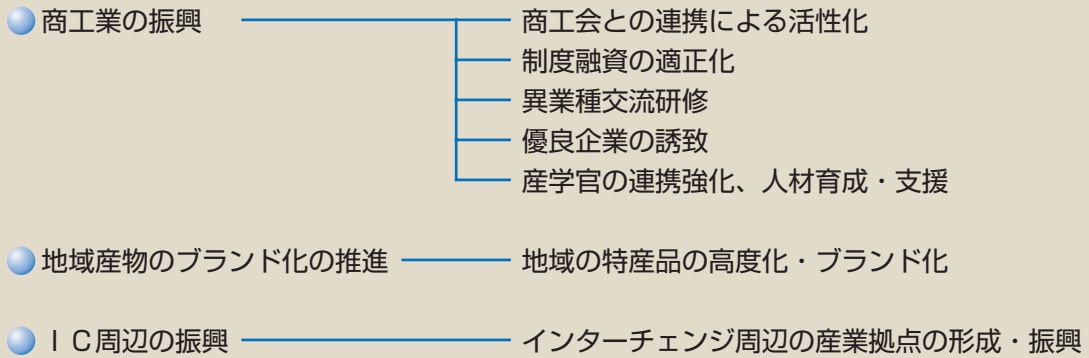 商工業の振興 商工会との連携による活性化
制度融資の適正化
異業種交流研修
優良企業の誘致
産学官の連携強化、人材育成・支援
地域産物のブランド化の推進 地域の特産品の高度化・ブランド化
ＩＣ周辺の振興 インターチェンジ周辺の産業拠点の形成・振興